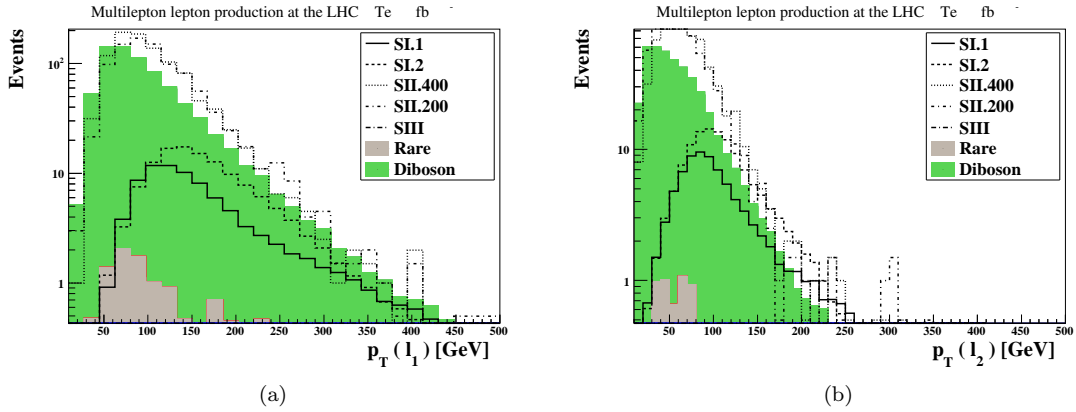 Multilepton lepton production at the LHC Te fb -
Events
10²
10
1
SI.1
SI.2
SII.400
SII.200
SIII
Rare
Diboson
50 100 150 200 250 300 350 400 450 500
p_T ( l_1 ) [GeV]
(a)
Multilepton lepton production at the LHC Te fb -
Events
10
1
SI.1
SI.2
SII.400
SII.200
SIII
Rare
Diboson
50 100 150 200 250 300 350 400 450 500
p_T ( l_2 ) [GeV]
(b)